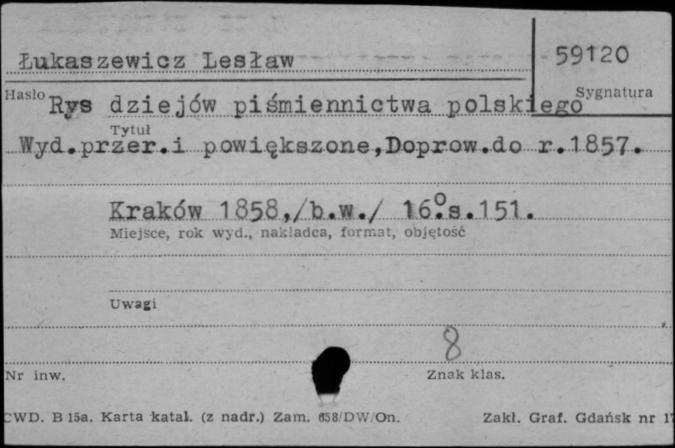 Łukaszewicz Lesław
59120
Hasło
Sygnatura
Rys dziejów piśmiennictwa polskiego
Tytuł
Wyd.przer.i powiększone,Doprow.do r.1857.
Kraków 1858,/b.w./ 16°.s.151.
Miejsce, rok wyd., nakładca, format, objętość
Uwagi
8
Nr inw.
Znak klas.
CWD. B 15a. Karta katal. (z nadr.) Zam. 658/DW/On.
Zakł. Graf. Gdańsk nr